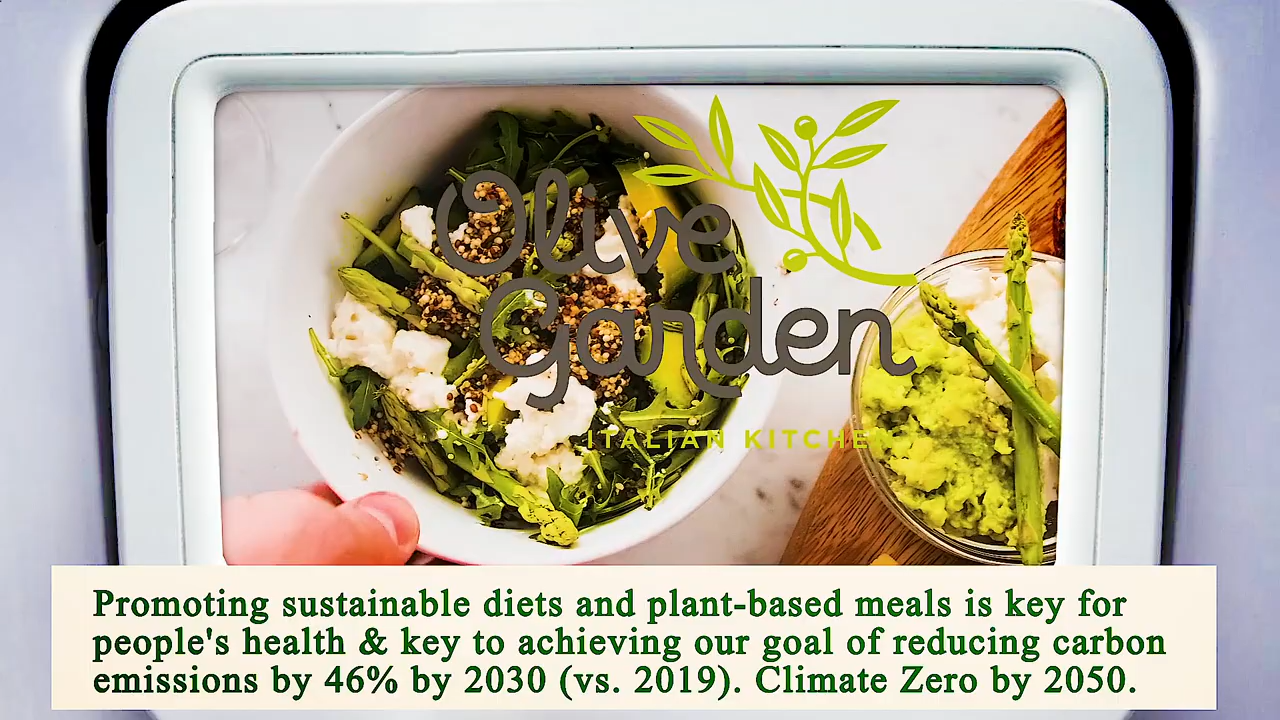 Olive
Garden
ITALIAN KITCHEN
Promoting sustainable diets and plant-based meals is key for
people's health & key to achieving our goal of reducing carbon
emissions by 46% by 2030 (vs. 2019). Climate Zero by 2050.